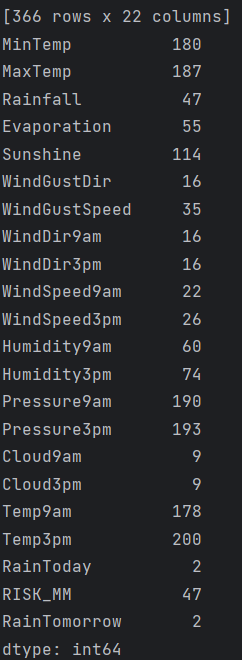 [366 rows x 22 columns]
MinTemp 180
MaxTemp 187
Rainfall 47
Evaporation 55
Sunshine 114
WindGustDir 16
WindGustSpeed 35
WindDir9am 16
WindDir3pm 16
WindSpeed9am 22
WindSpeed3pm 26
Humidity9am 60
Humidity3pm 74
Pressure9am 190
Pressure3pm 193
Cloud9am 9
Cloud3pm 9
Temp9am 178
Temp3pm 200
RainToday 2
RISK_MM 47
RainTomorrow 2
dtype: int64